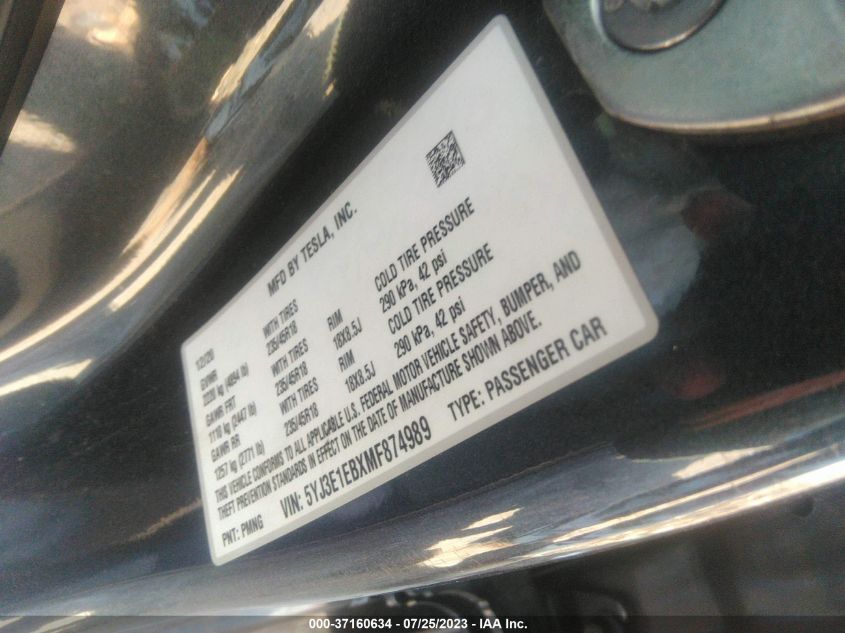 MFD BY TESLA, INC.
12/20
GVWR
2220 kg (4894 lb)
GAWR FRT WITH TIRES RIM COLD TIRE PRESSURE
1110 kg (2447 lb) 235/45R18 18X8.5J 290 kPa, 42 psi
GAWR RR WITH TIRES RIM COLD TIRE PRESSURE
1257 kg (2771 lb) 235/45R18 18X8.5J 290 kPa, 42 psi
THIS VEHICLE CONFORMS TO ALL APPLICABLE U.S. FEDERAL MOTOR VEHICLE SAFETY, BUMPER, AND
THEFT PREVENTION STANDARDS IN EFFECT ON THE DATE OF MANUFACTURE SHOWN ABOVE.
VIN: 5YJ3E1EBXMF874989 TYPE: PASSENGER CAR
PNT: PMNG
000-37160634 / 07/25/2023 - IAA Inc.